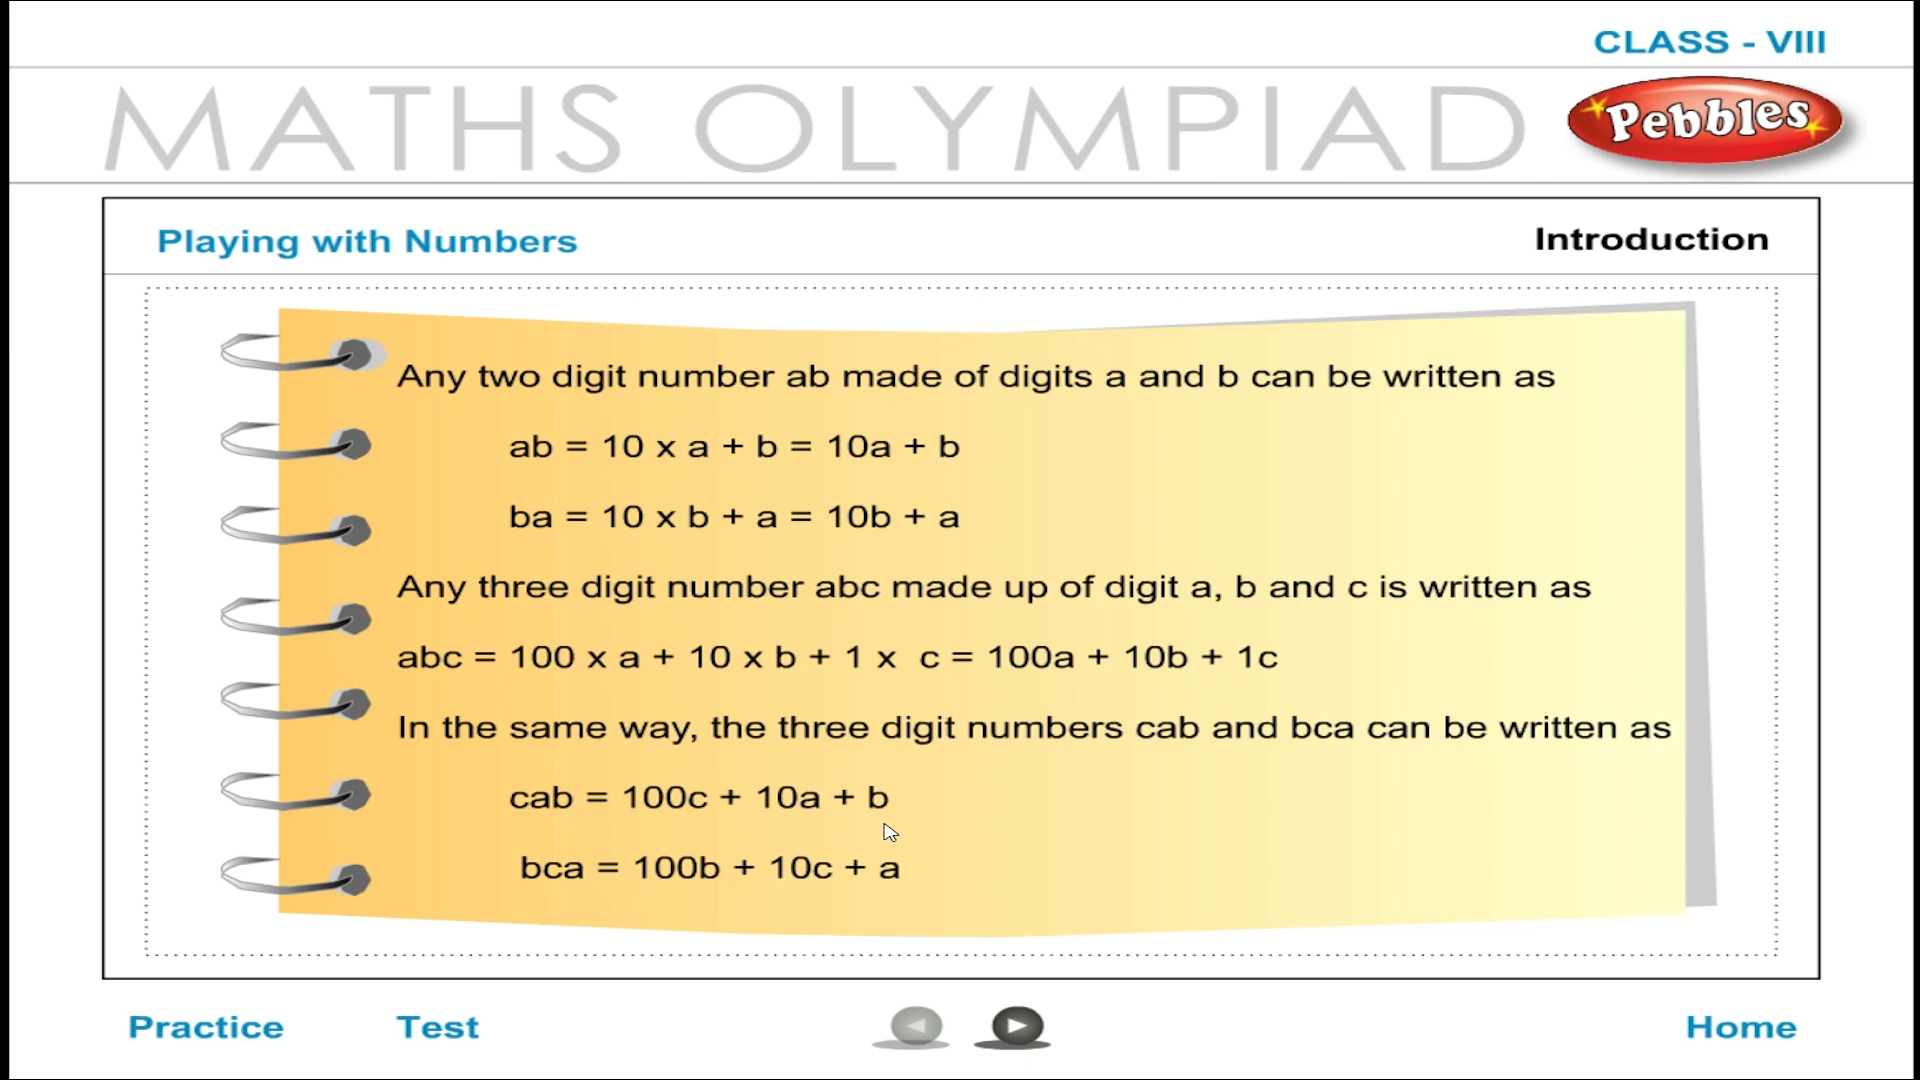 CLASS - VIII
MATHS OLYMPIAD
Pebbles
Playing with Numbers
Introduction
Any two digit number ab made of digits a and b can be written as
ab = 10 x a + b = 10a + b
ba = 10 x b + a = 10b + a
Any three digit number abc made up of digit a, b and c is written as
abc = 100 x a + 10 x b + 1 x c = 100a + 10b + 1c
In the same way, the three digit numbers cab and bca can be written as
cab = 100c + 10a + b
bca = 100b + 10c + a
Practice
Test
Home